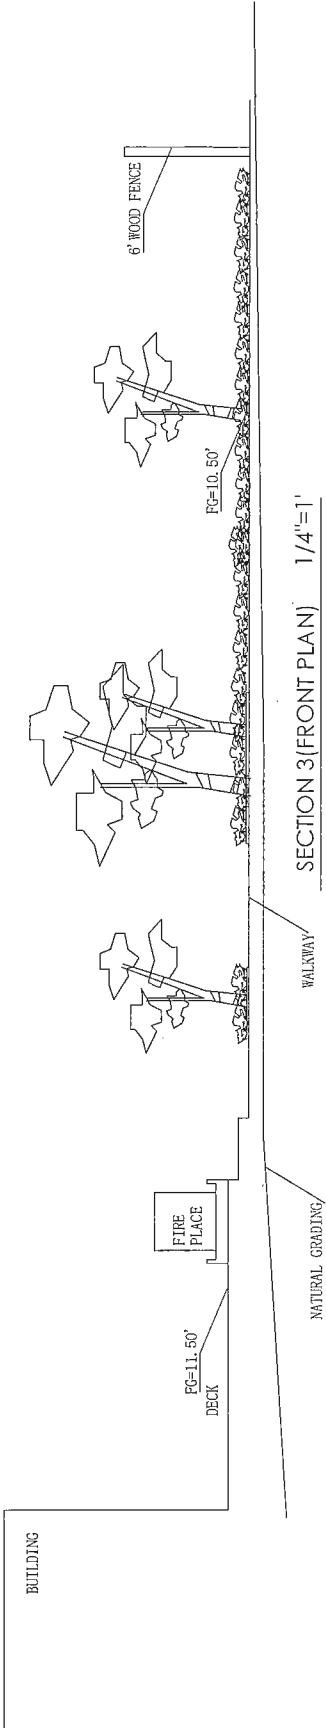 BUILDING
FG=11.50'
DECK
FIRE
PLACE
NATURAL GRADING
WALKWAY
FG=10.50'
6' WOOD FENCE
SECTION 3(FRONT PLAN) 1/4"=1'